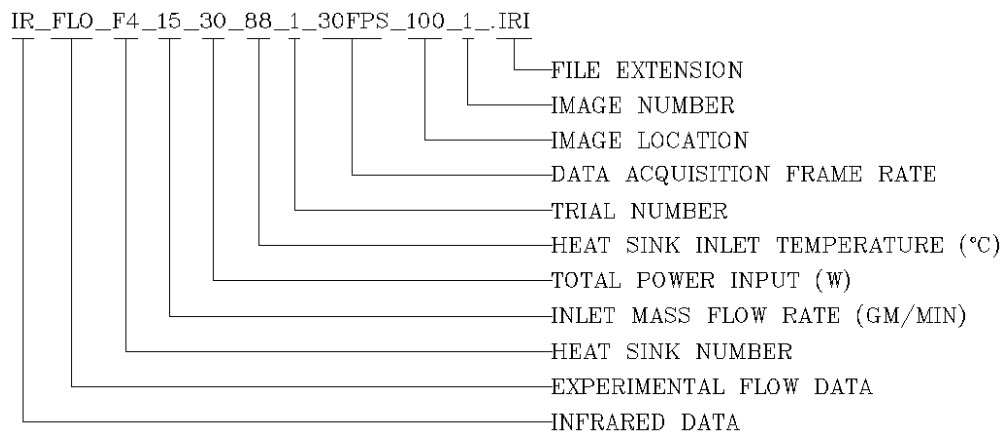 IR_FLO_F4_15_30_88_1_30FPS_100_1_.IRI
FILE EXTENSION
IMAGE NUMBER
IMAGE LOCATION
DATA ACQUISITION FRAME RATE
TRIAL NUMBER
HEAT SINK INLET TEMPERATURE (°C)
TOTAL POWER INPUT (W)
INLET MASS FLOW RATE (GM/MIN)
HEAT SINK NUMBER
EXPERIMENTAL FLOW DATA
INFRARED DATA